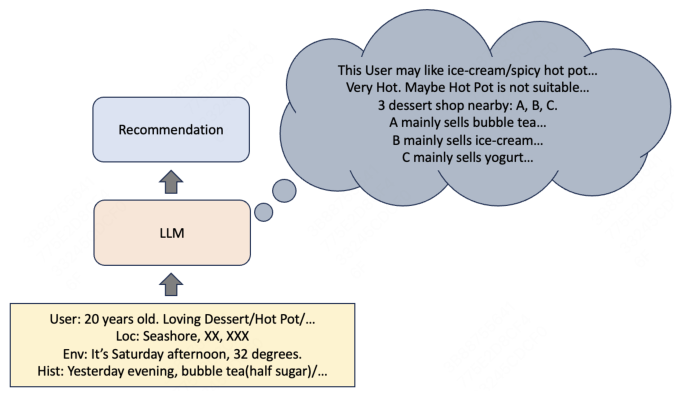 This User may like ice-cream/spicy hot pot...
Very Hot. Maybe Hot Pot is not suitable...
3 dessert shop nearby: A, B, C.
A mainly sells bubble tea...
B mainly sells ice-cream...
C mainly sells yogurt...
Recommendation
LLM
User: 20 years old. Loving Dessert/Hot Pot/...
Loc: Seashore, XX, XXX
Env: It's Saturday afternoon, 32 degrees.
Hist: Yesterday evening, bubble tea(half sugar)/...